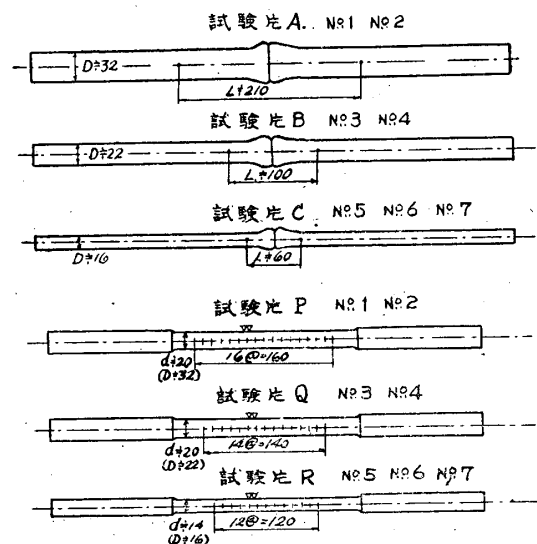 試験片 A. №1 №2
D≑32
L≑210
試験片 B №3 №4
D≑22
L≑100
試験片 C №5 №6 №7
D≑16
L≑60
試験片 P №1 №2
d≑20
(D≑32)
16@=160
試験片 Q №3 №4
d≑20
(D≑22)
14@=140
試験片 R №5 №6 №7
d≑14
(D≑16)
12@=120